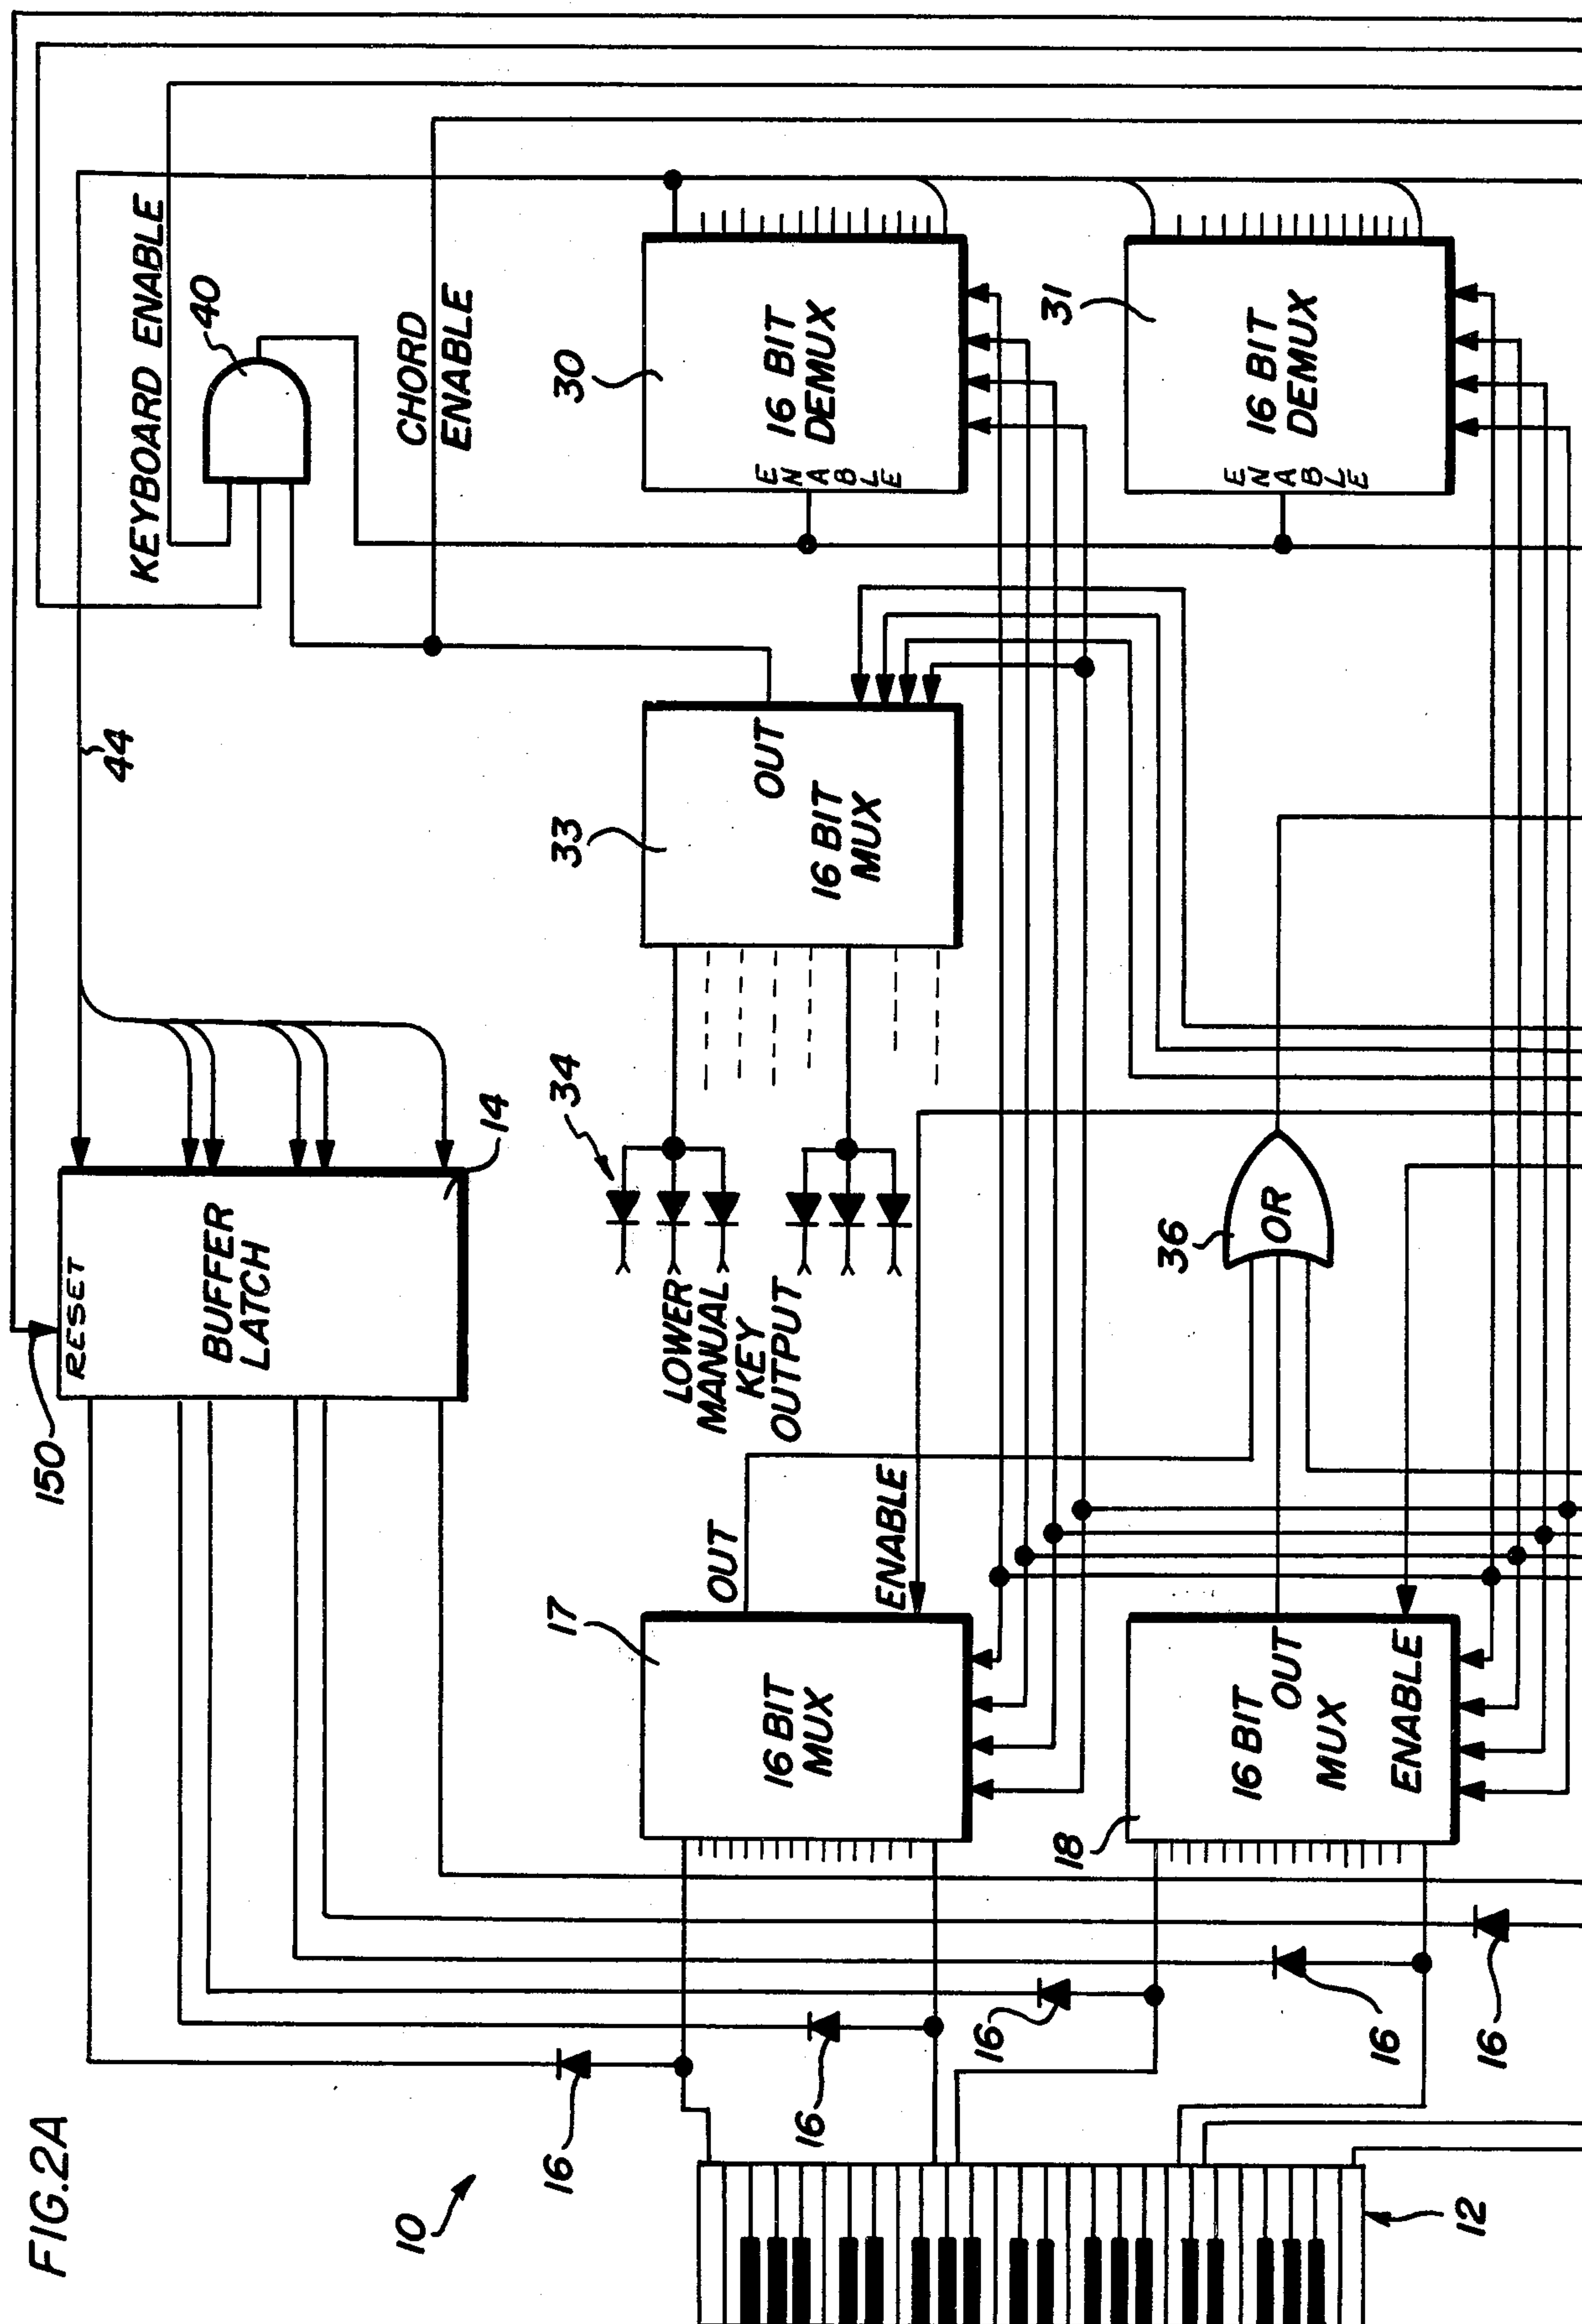 FIG.2A
10
12
16
16
16
16
16
150
RESET
BUFFER
LATCH
14
44
KEYBOARD ENABLE
40
CHORD
ENABLE
17
16 BIT
MUX
OUT
ENABLE
LOWER
MANUAL
KEY
OUTPUT
34
33
16 BIT
MUX
OUT
30
16 BIT
DEMUX
ENABLE
18
16 BIT
MUX
OUT
ENABLE
36
OR
31
16 BIT
DEMUX
ENABLE